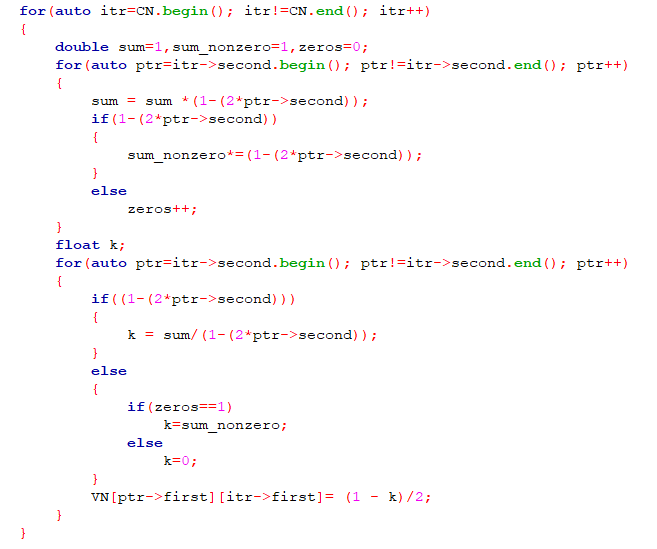 for(auto itr=CN.begin(); itr!=CN.end(); itr++)
{
    double sum=1,sum_nonzero=1,zeros=0;
    for(auto ptr=itr->second.begin(); ptr!=itr->second.end(); ptr++)
    {
        sum = sum *(1-(2*ptr->second));
        if(1-(2*ptr->second))
        {
            sum_nonzero*=(1-(2*ptr->second));
        }
        else
            zeros++;
    }
    float k;
    for(auto ptr=itr->second.begin(); ptr!=itr->second.end(); ptr++)
    {
        if((1-(2*ptr->second)))
        {
            k = sum/(1-(2*ptr->second));
        }
        else
        {
            if(zeros==1)
                k=sum_nonzero;
            else
                k=0;
        }
        VN[ptr->first][itr->first]= (1 - k)/2;
    }
}